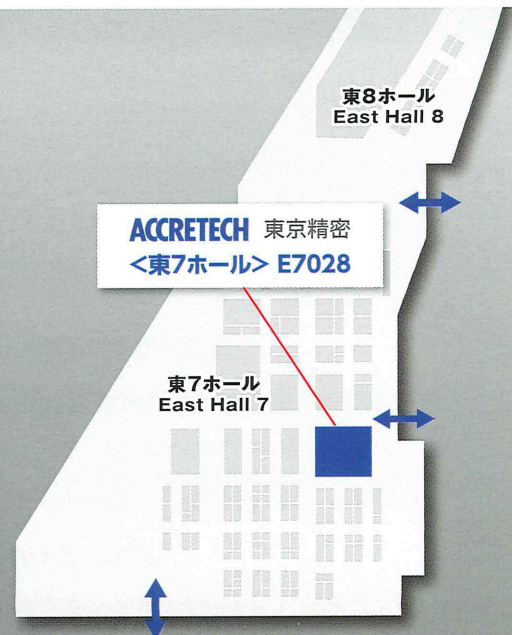 東8ホール
East Hall 8
ACCRETECH 東京精密
<東7ホール> E7028
東7ホール
East Hall 7